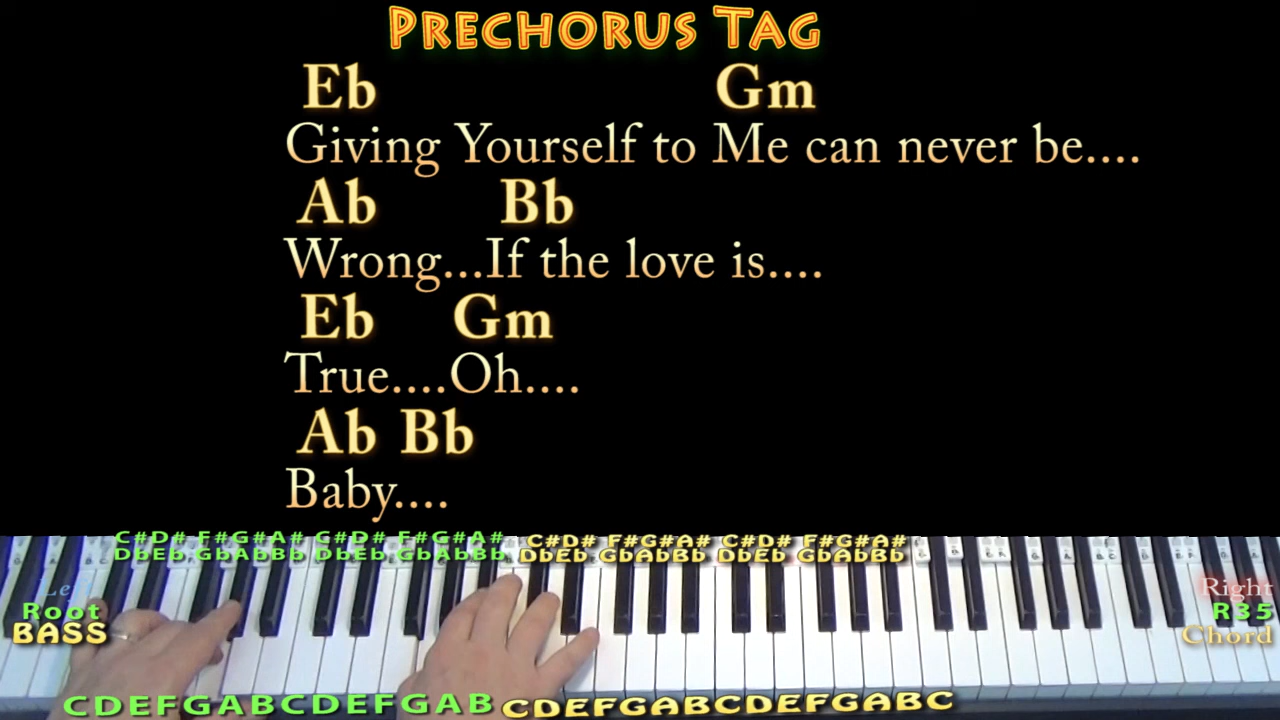 PRECHORUS TAG
Eb Gm
Giving Yourself to Me can never be....
Ab Bb
Wrong...If the love is....
Eb Gm
True....Oh....
Ab Bb
Baby....
C#D# F#G#A# C#D# F#G#A# C#D# F#G#A# C#D# F#G#A#
DbEb GbAbBb DbEb GbAbBb DbEb GbAbBb DbEb GbAbBb
Root
BASS
Right
R35
Chord
CDEFGABCDEFGAB CDEFGABCDEFGABC